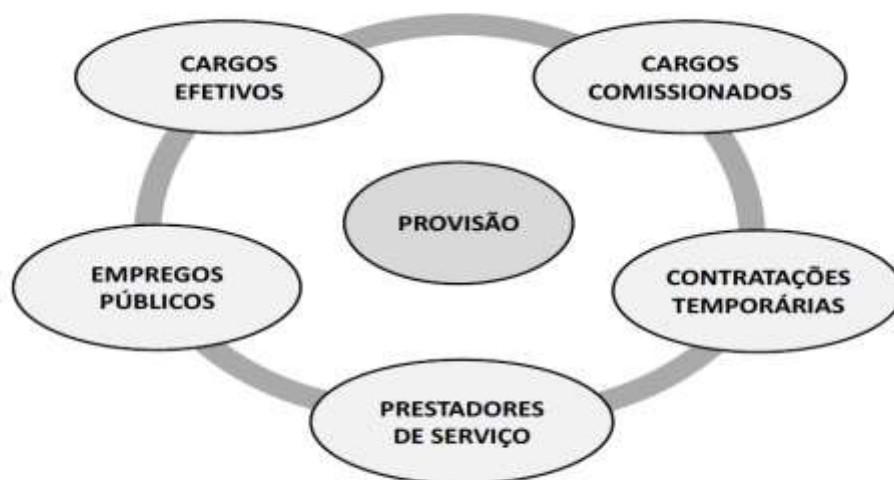 CARGOS
EFETIVOS
CARGOS
COMISSIONADOS
PROVISÃO
EMPREGOS
PÚBLICOS
CONTRATAÇÕES
TEMPORÁRIAS
PRESTADORES
DE SERVIÇO